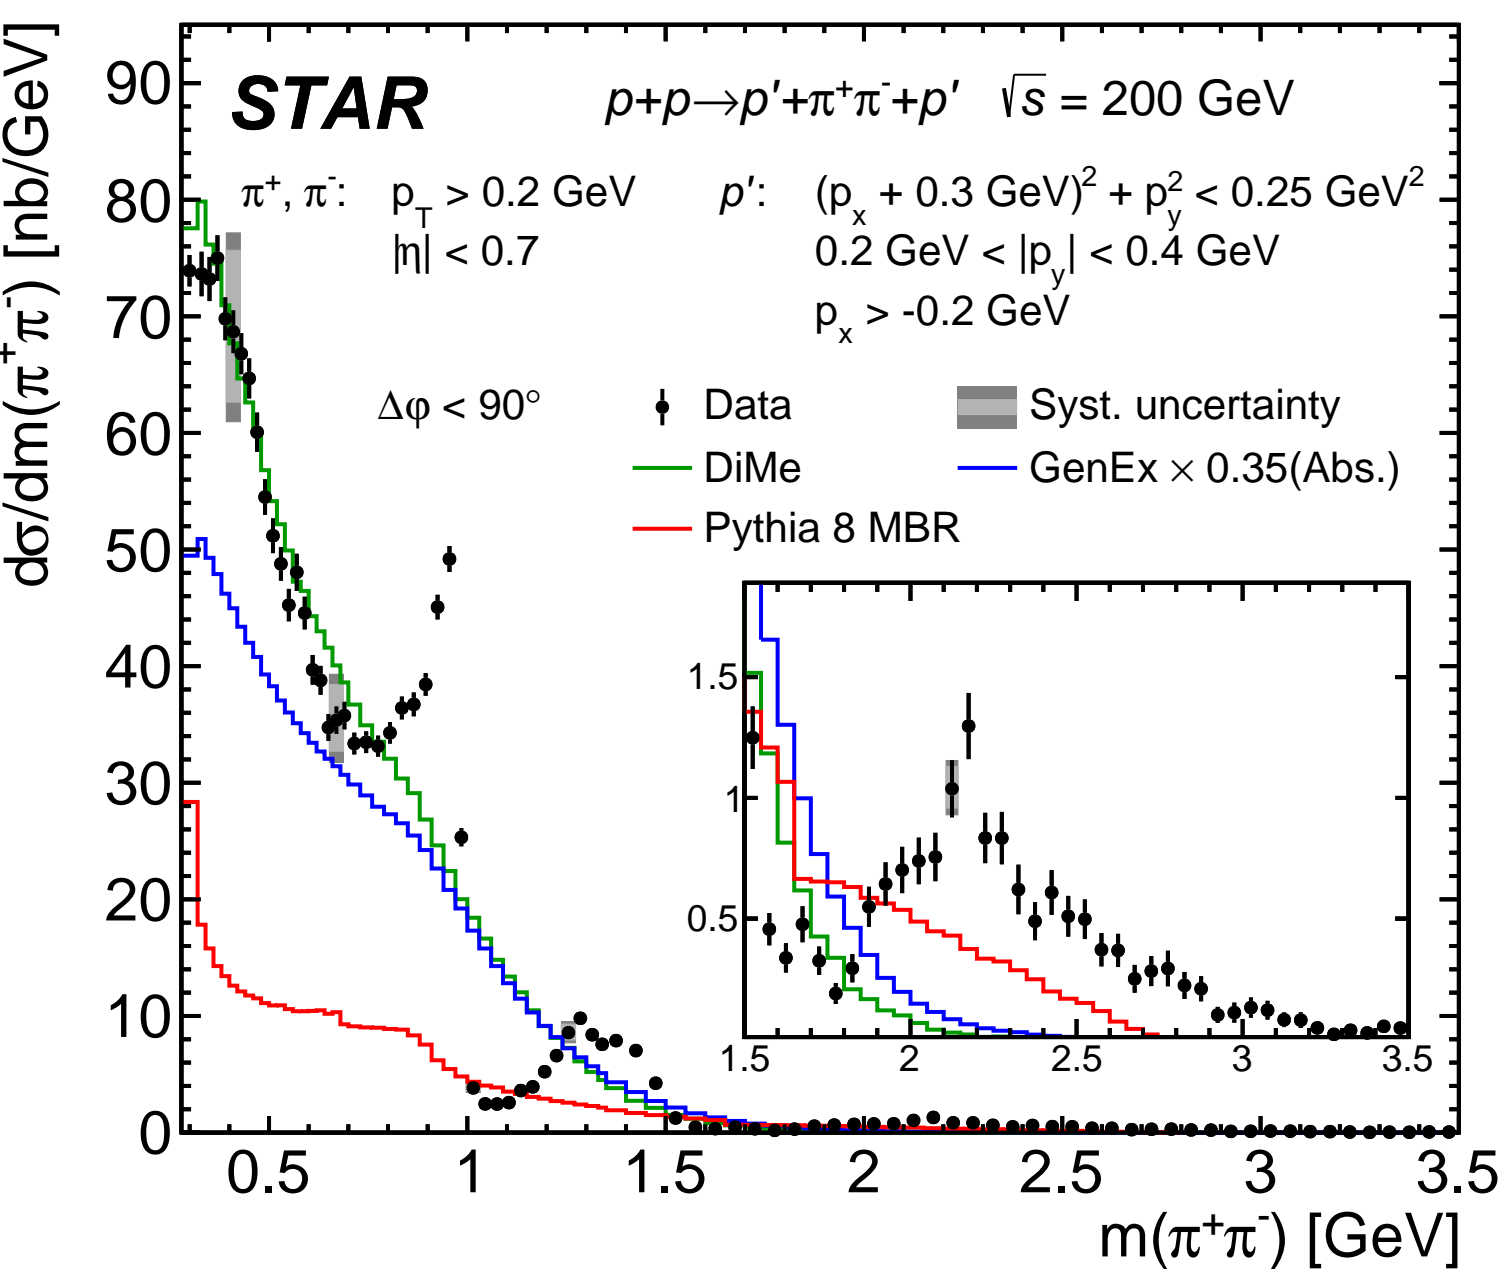 STAR
p+p→p′+π⁺π⁻+p′ √s = 200 GeV
π⁺, π⁻: p_T > 0.2 GeV p′: (p_x + 0.3 GeV)² + p_y² < 0.25 GeV²
|η| < 0.7 0.2 GeV < |p_y| < 0.4 GeV
p_x > -0.2 GeV
Δφ < 90°
Data
Syst. uncertainty
DiMe
GenEx × 0.35(Abs.)
Pythia 8 MBR
dσ/dm(π⁺π⁻) [nb/GeV]
90
80
70
60
50
40
30
20
10
0
1.5
1
0.5
1.5 2 2.5 3 3.5
0.5 1 1.5 2 2.5 3 3.5
m(π⁺π⁻) [GeV]